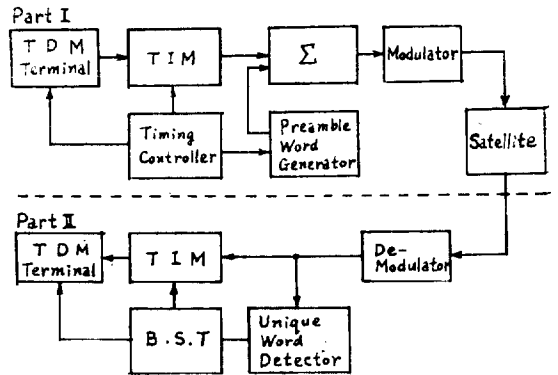 Part I
T D M
Terminal
T I M
Σ
Modulator
Timing
Controller
Preamble
Word
Generator
Satellite
Part II
T D M
Terminal
T I M
De-
Modulator
B.S.T
Unique
Word
Detector